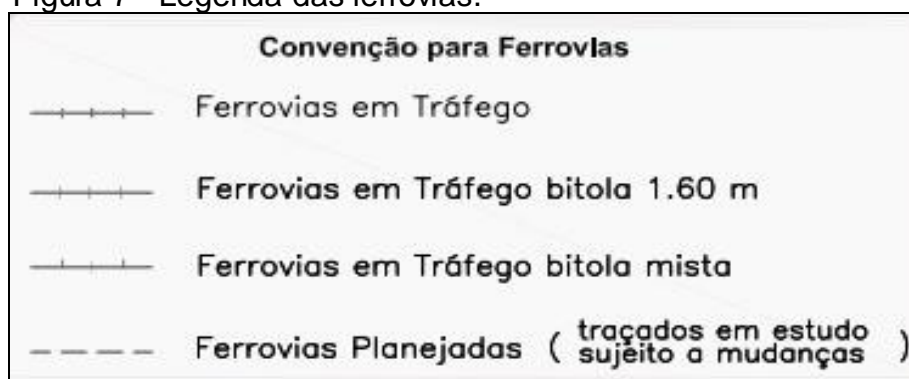 Figura 7 - Legenda das ferrovias.
Convenção para Ferrovias
Ferrovias em Tráfego
Ferrovias em Tráfego bitola 1.60 m
Ferrovias em Tráfego bitola mista
Ferrovias Planejadas ( traçados em estudo
sujeito a mudanças )